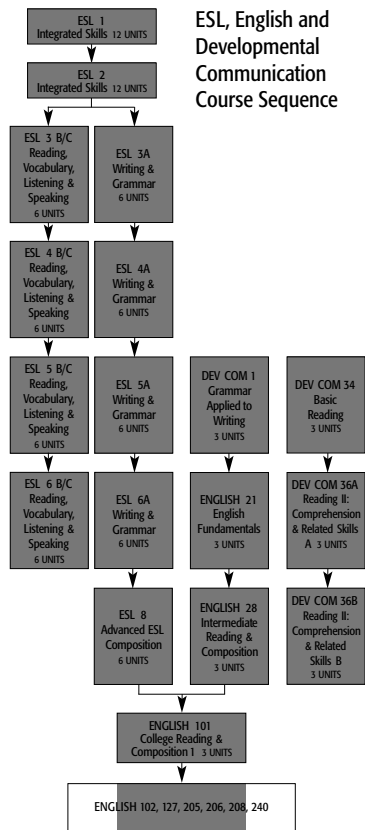 ESL, English and
Developmental
Communication
Course Sequence
ESL 1
Integrated Skills 12 UNITS
ESL 2
Integrated Skills 12 UNITS
ESL 3 B/C
Reading,
Vocabulary,
Listening &
Speaking
6 UNITS
ESL 3A
Writing &
Grammar
6 UNITS
ESL 4 B/C
Reading,
Vocabulary,
Listening &
Speaking
6 UNITS
ESL 4A
Writing &
Grammar
6 UNITS
ESL 5 B/C
Reading,
Vocabulary,
Listening &
Speaking
6 UNITS
ESL 5A
Writing &
Grammar
6 UNITS
DEV COM 1
Grammar
Applied to
Writing
3 UNITS
DEV COM 34
Basic
Reading
3 UNITS
ESL 6 B/C
Reading,
Vocabulary,
Listening &
Speaking
6 UNITS
ESL 6A
Writing &
Grammar
6 UNITS
ENGLISH 21
English
Fundamentals
3 UNITS
DEV COM 36A
Reading II:
Comprehension
& Related Skills
A 3 UNITS
ESL 8
Advanced ESL
Composition
6 UNITS
ENGLISH 28
Intermediate
Reading &
Composition
3 UNITS
DEV COM 36B
Reading II:
Comprehension
& Related
Skills B
3 UNITS
ENGLISH 101
College Reading &
Composition 1 3 UNITS
ENGLISH 102, 127, 205, 206, 208, 240